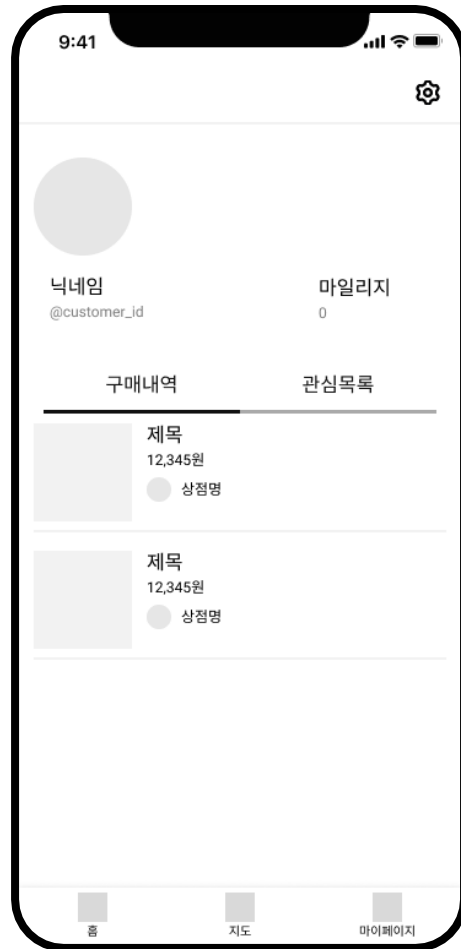 9:41
닉네임
마일리지
@customer_id
0
구매내역
관심목록
제목
12,345원
상점명
제목
12,345원
상점명
홈
지도
마이페이지